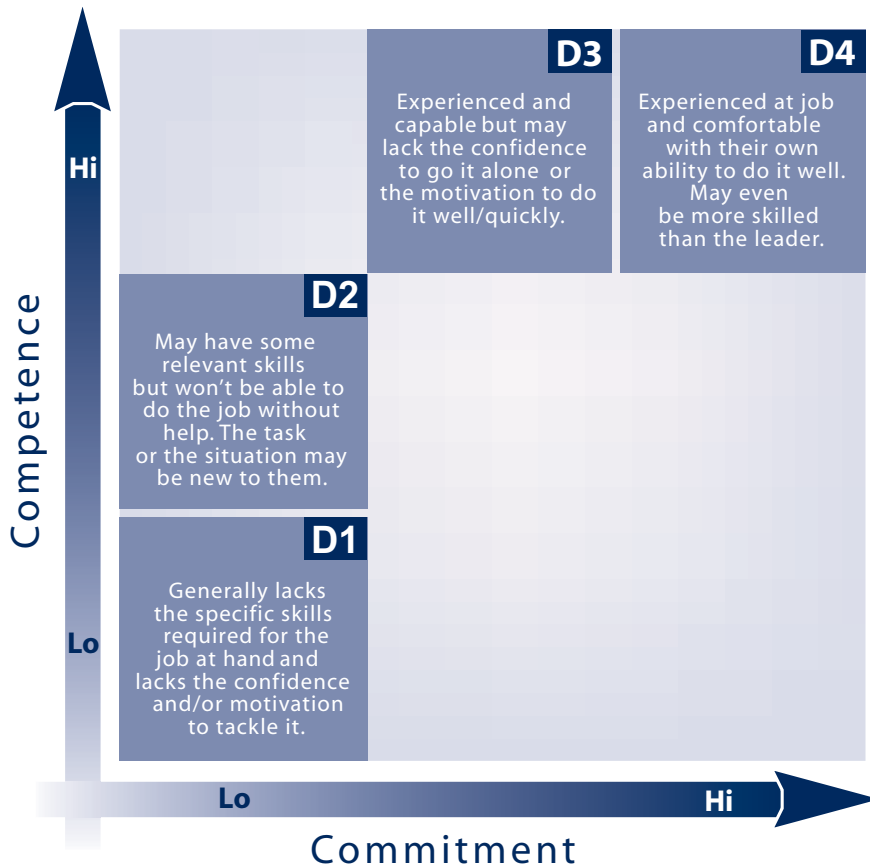 D3
Experienced and
capable but may
lack the confidence
to go it alone or
the motivation to do
it well/quickly.
D4
Experienced at job
and comfortable
with their own
ability to do it well.
May even
be more skilled
than the leader.
Hi
D2
May have some
relevant skills
but won't be able to
do the job without
help. The task
or the situation may
be new to them.
Competence
D1
Generally lacks
the specific skills
required for the
job at hand and
lacks the confidence
and/or motivation
to tackle it.
Lo
Lo
Hi
Commitment